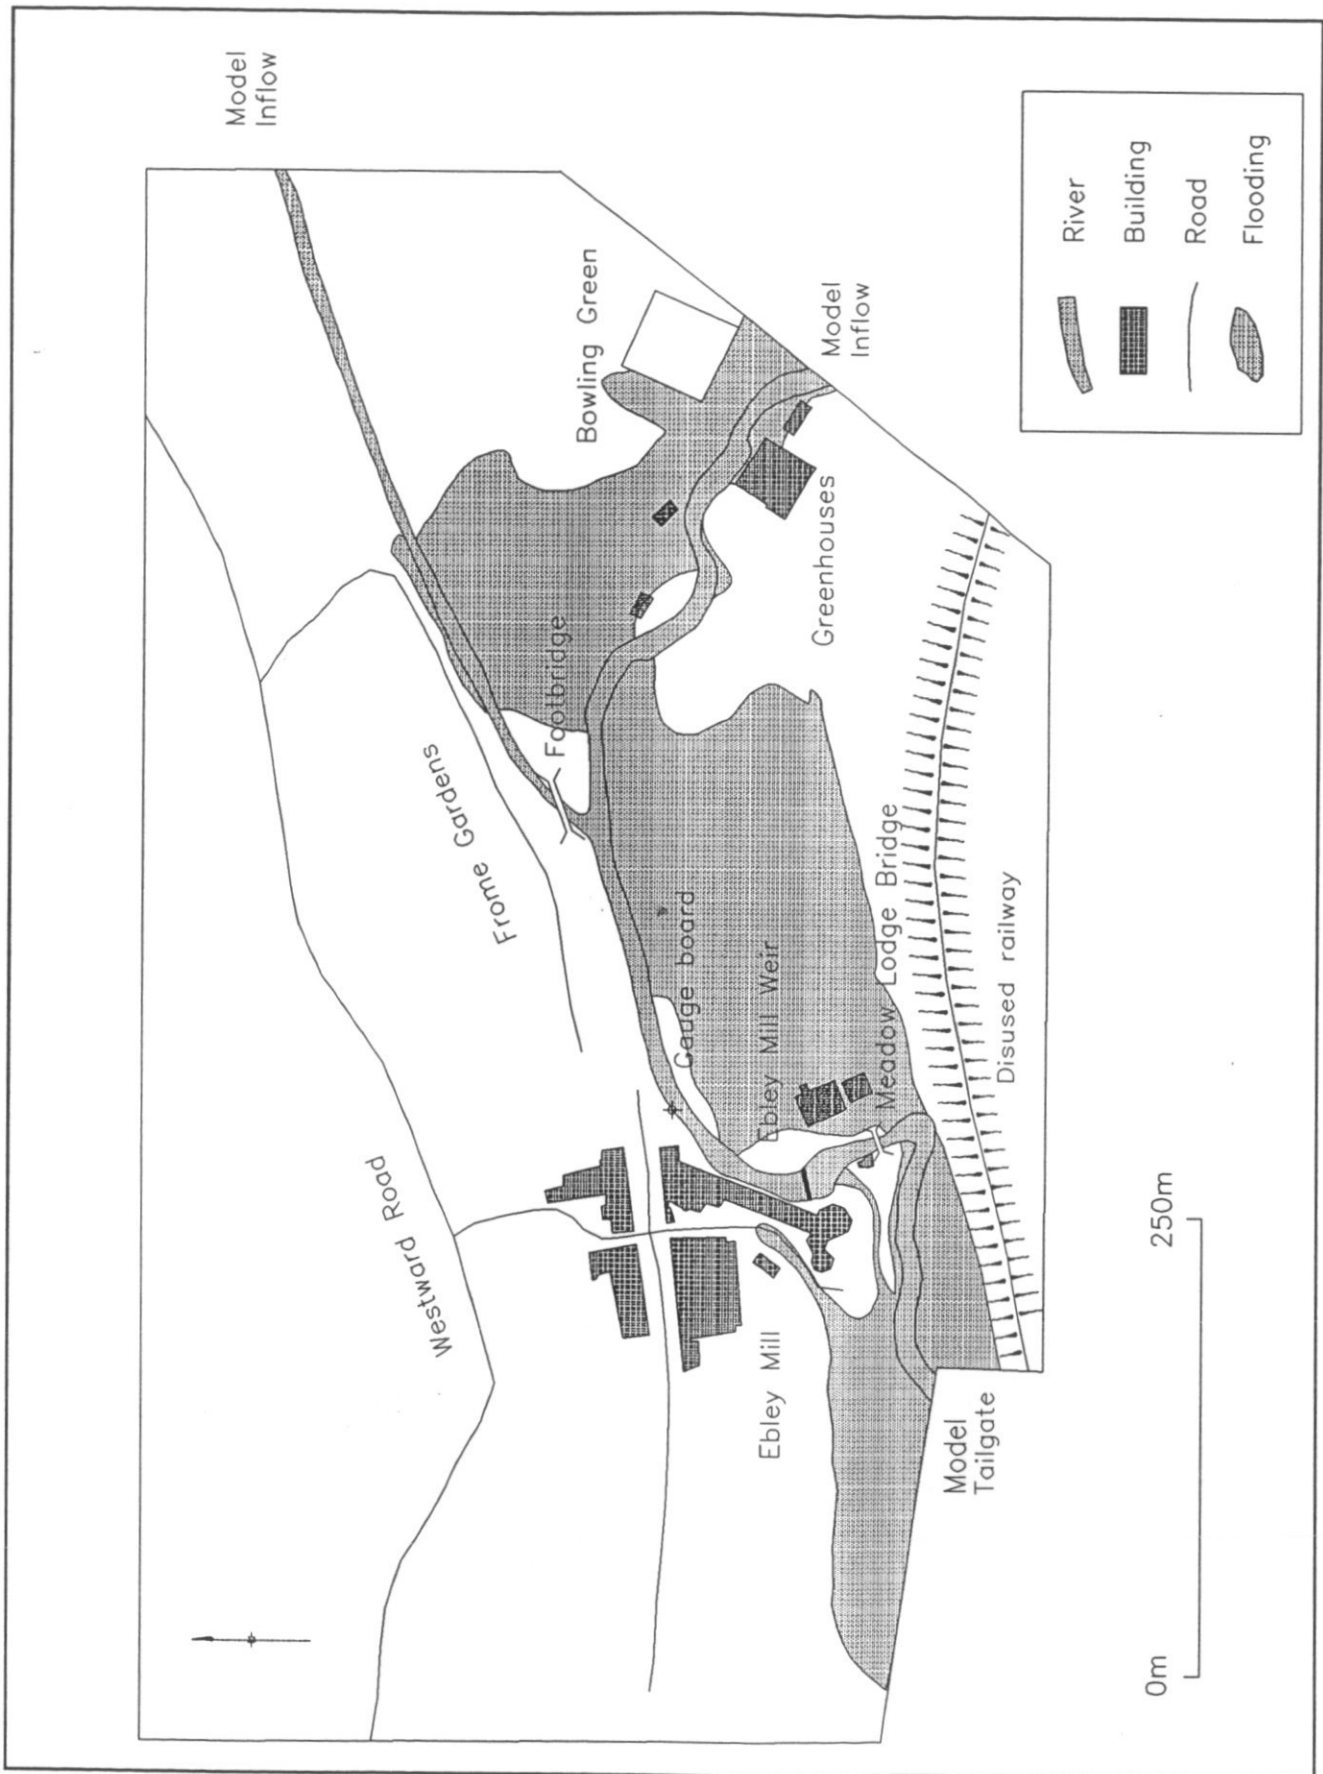 Model
Inflow
Bowling Green
Model
Inflow
Footbridge
Greenhouses
Frome Gardens
Gauge board
Ebley Mill Weir
Meadow Lodge Bridge
Disused railway
Westward Road
Ebley Mill
Model
Tailgate
0m
250m
River
Building
Road
Flooding